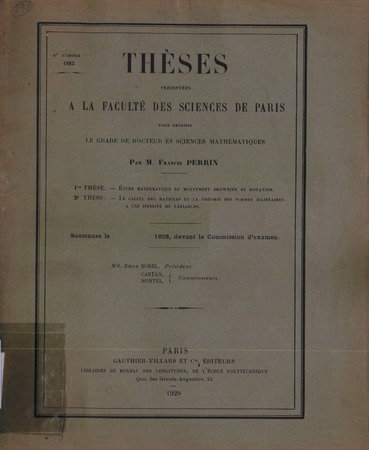 N° D'ORDRE
1992.
THÈSES
PRÉSENTÉES
A LA FACULTÉ DES SCIENCES DE PARIS
POUR OBTENIR
LE GRADE DE DOCTEUR ÈS SCIENCES MATHÉMATIQUES
PAR M. FRANCIS PERRIN
1re THÈSE. — ÉTUDE MATHÉMATIQUE DU MOUVEMENT BROWNIEN DE ROTATION.
2e THÈSE. — LE CALCUL DES MATRICES ET LA THÉORIE DES FORMES BILINÉAIRES
A UNE INFINITÉ DE VARIABLES.
Soutenues le 1928, devant la Commission d'examen.
MM. EMILE BOREL, Président.
CARTAN,
MONTEL, Examinateurs.
PARIS
GAUTHIER-VILLARS ET Cie, ÉDITEURS
LIBRAIRES DU BUREAU DES LONGITUDES, DE L'ÉCOLE POLYTECHNIQUE
Quai des Grands-Augustins, 55
1928